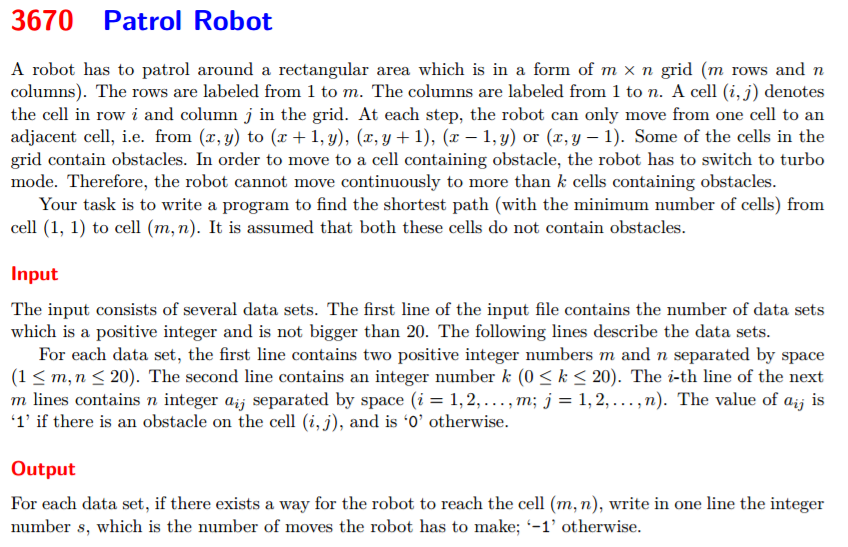 3670 Patrol Robot
A robot has to patrol around a rectangular area which is in a form of m × n grid (m rows and n
columns). The rows are labeled from 1 to m. The columns are labeled from 1 to n. A cell (i, j) denotes
the cell in row i and column j in the grid. At each step, the robot can only move from one cell to an
adjacent cell, i.e. from (x, y) to (x + 1, y), (x, y + 1), (x − 1, y) or (x, y − 1). Some of the cells in the
grid contain obstacles. In order to move to a cell containing obstacle, the robot has to switch to turbo
mode. Therefore, the robot cannot move continuously to more than k cells containing obstacles.
Your task is to write a program to find the shortest path (with the minimum number of cells) from
cell (1, 1) to cell (m, n). It is assumed that both these cells do not contain obstacles.
Input
The input consists of several data sets. The first line of the input file contains the number of data sets
which is a positive integer and is not bigger than 20. The following lines describe the data sets.
For each data set, the first line contains two positive integer numbers m and n separated by space
(1 ≤ m, n ≤ 20). The second line contains an integer number k (0 ≤ k ≤ 20). The i-th line of the next
m lines contains n integer aij separated by space (i = 1, 2, . . . , m; j = 1, 2, . . . , n). The value of aij is
‘1’ if there is an obstacle on the cell (i, j), and is ‘0’ otherwise.
Output
For each data set, if there exists a way for the robot to reach the cell (m, n), write in one line the integer
number s, which is the number of moves the robot has to make; ‘-1’ otherwise.